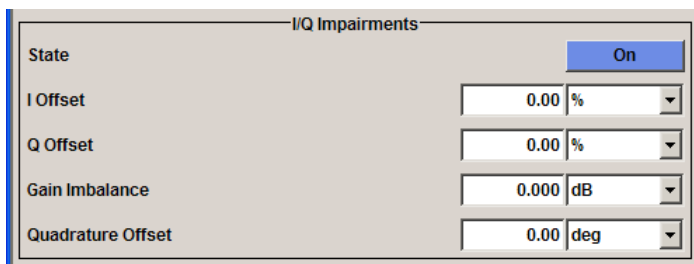 I/Q Impairments
State On
I Offset 0.00 %
Q Offset 0.00 %
Gain Imbalance 0.000 dB
Quadrature Offset 0.00 deg